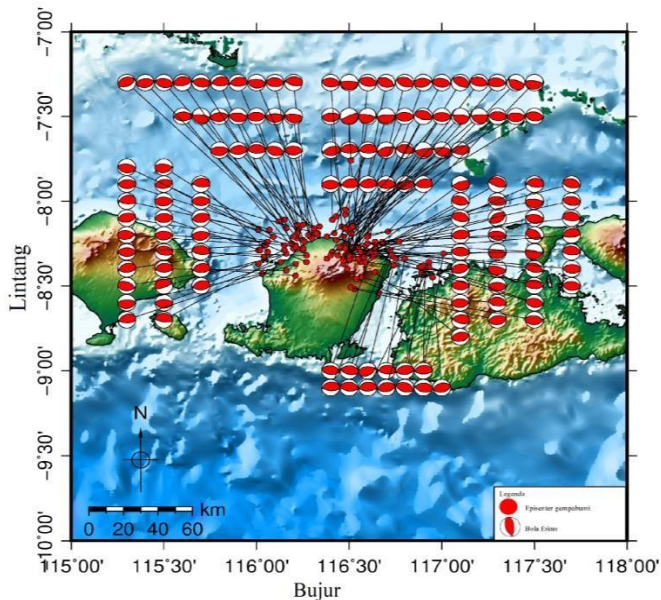 -7°00'
-7°30'
-8°00'
-8°30'
-9°00'
-9°30'
-10°00'
Lintang
N
km
0 20 40 60
Legenda
Episenter gempabumi
Bola Fokus
115°00' 115°30' 116°00' 116°30' 117°00' 117°30' 118°00'
Bujur